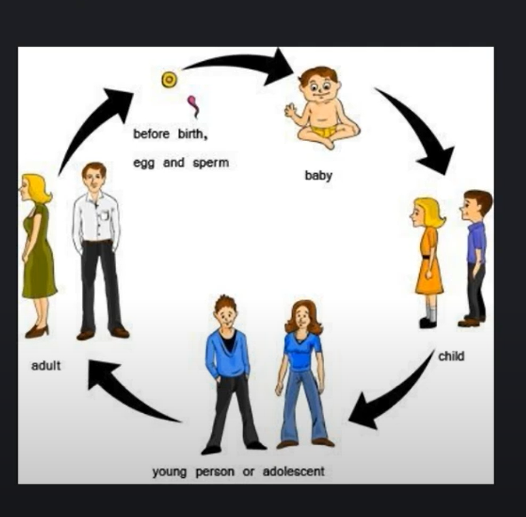 before birth,
egg and sperm
baby
child
young person or adolescent
adult